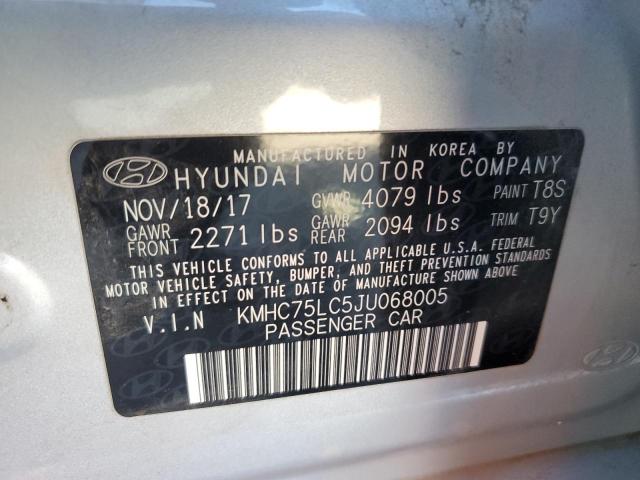 MANUFACTURED IN KOREA BY
HYUNDAI MOTOR COMPANY
NOV/18/17 GVWR 4079 lbs PAINT T8S
GAWR FRONT 2271 lbs GAWR REAR 2094 lbs TRIM T9Y
THIS VEHICLE CONFORMS TO ALL APPLICABLE U.S.A. FEDERAL
MOTOR VEHICLE SAFETY, BUMPER, AND THEFT PREVENTION STANDARDS
IN EFFECT ON THE DATE OF MANUFACTURE SHOWN ABOVE.
V.I.N KMHC75LC5JU068005
PASSENGER CAR